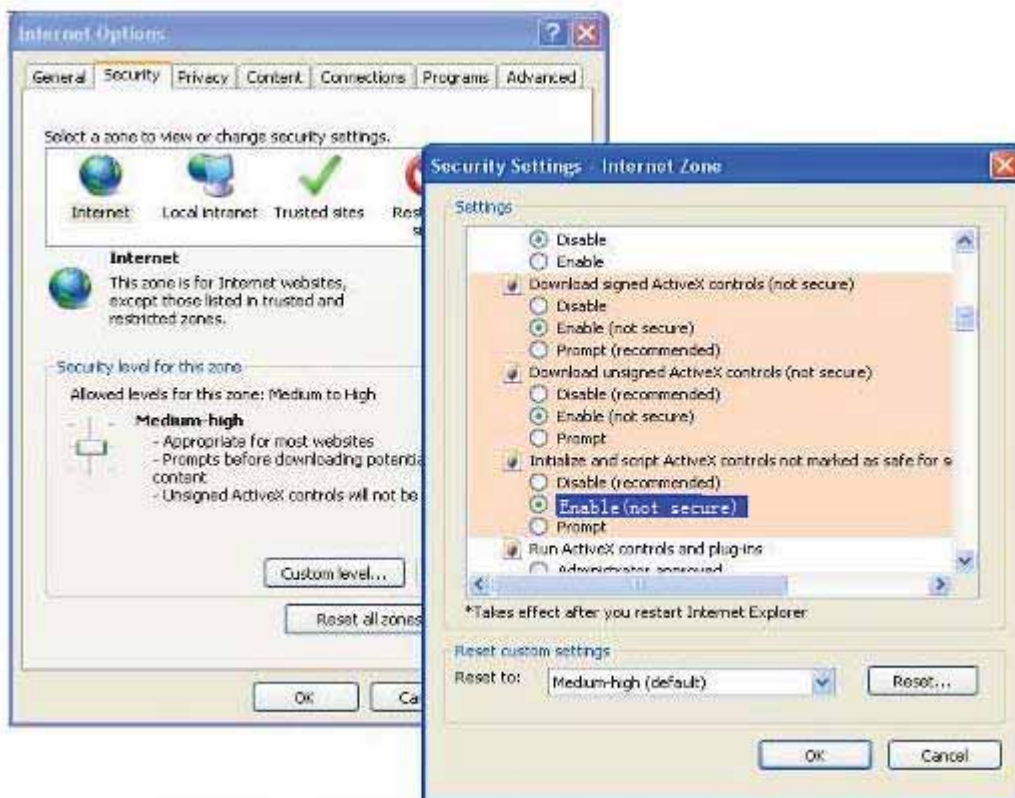 Internet Options
General Security Privacy Content Connections Programs Advanced
Select a zone to view or change security settings.
Internet Local intranet Trusted sites Res
Internet
This zone is for Internet websites,
except those listed in trusted and
restricted zones.
Security level for this zone
Allowed levels for this zone: Medium to High
Medium-high
- Appropriate for most websites
- Prompts before downloading potentia
content
- Unsigned ActiveX controls will not be
Custom level...
Reset all zones
OK Ca
Security Settings - Internet Zone
Settings
Disable
Enable
Download signed ActiveX controls (not secure)
Disable
Enable (not secure)
Prompt (recommended)
Download unsigned ActiveX controls (not secure)
Disable (recommended)
Enable (not secure)
Prompt
Initialize and script ActiveX controls not marked as safe for s
Disable (recommended)
Enable(not secure)
Prompt
Run ActiveX controls and plug-ins
Administrator approved
*Takes effect after you restart Internet Explorer
Reset custom settings
Reset to: Medium-high (default) Reset...
OK Cancel